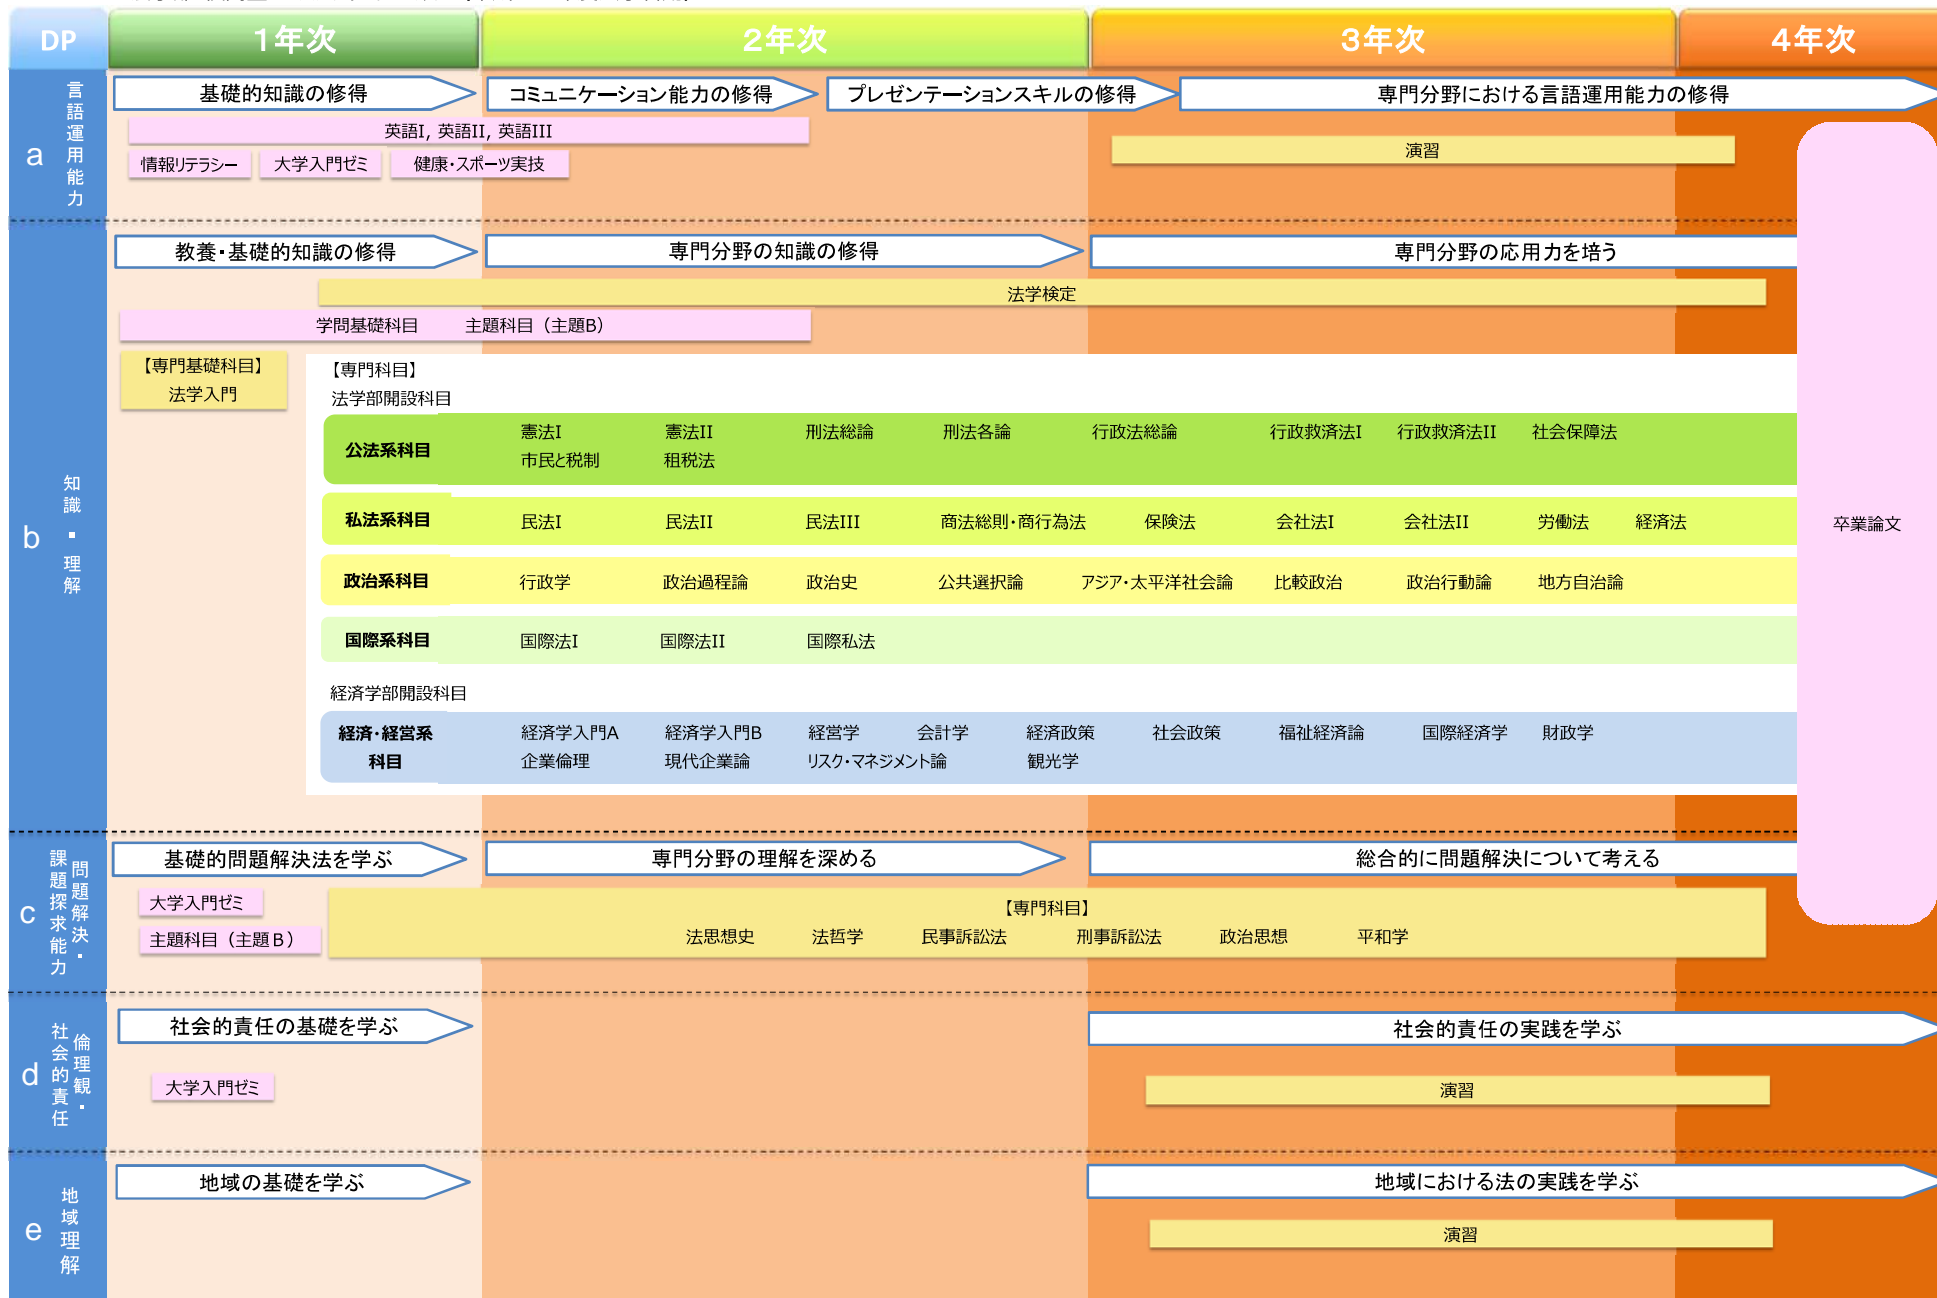 DP
1年次
2年次
3年次
4年次
a
言語運用能力
基礎的知識の修得
コミュニケーション能力の修得
プレゼンテーションスキルの修得
専門分野における言語運用能力の修得
英語I, 英語II, 英語III
情報リテラシー
大学入門ゼミ
健康・スポーツ実技
演習
b
知識・理解
教養・基礎的知識の修得
専門分野の知識の修得
専門分野の応用力を培う
法学検定
学問基礎科目 主題科目（主題B）
【専門基礎科目】
法学入門
【専門科目】
法学部開設科目
公法系科目
憲法I 憲法II 刑法総論 刑法各論 行政法総論 行政救済法I 行政救済法II 社会保障法
市民と税制 租税法
私法系科目
民法I 民法II 民法III 商法総則・商行為法 保険法 会社法I 会社法II 労働法 経済法
政治系科目
行政学 政治過程論 政治史 公共選択論 アジア・太平洋社会論 比較政治 政治行動論 地方自治論
国際系科目
国際法I 国際法II 国際私法
経済学部開設科目
経済・経営系
科目
経済学入門A 経済学入門B 経営学 会計学 経済政策 社会政策 福祉経済論 国際経済学 財政学
企業倫理 現代企業論 リスク・マネジメント論 観光学
卒業論文
c
問題解決・
課題探求能力
基礎的問題解決法を学ぶ
専門分野の理解を深める
総合的に問題解決について考える
大学入門ゼミ
主題科目（主題B）
【専門科目】
法思想史 法哲学 民事訴訟法 刑事訴訟法 政治思想 平和学
d
倫理観・
社会的責任
社会的責任の基礎を学ぶ
社会的責任の実践を学ぶ
大学入門ゼミ
演習
e
地域理解
地域の基礎を学ぶ
地域における法の実践を学ぶ
演習